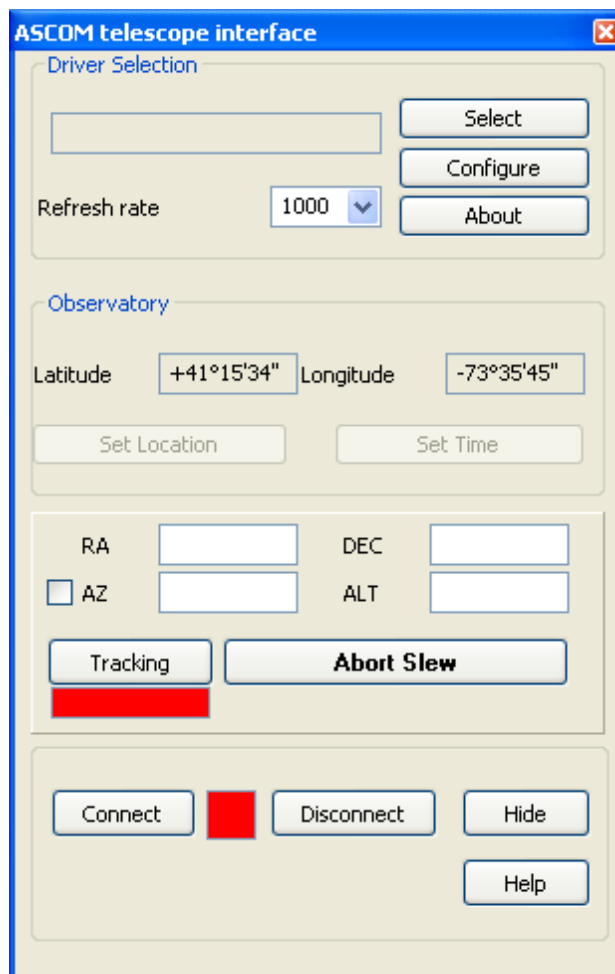 ASCOM telescope interface
Driver Selection
Select
Configure
Refresh rate 1000 About
Observatory
Latitude +41°15'34" Longitude -73°35'45"
Set Location Set Time
RA DEC
AZ ALT
Tracking Abort Slew
Connect Disconnect Hide
Help